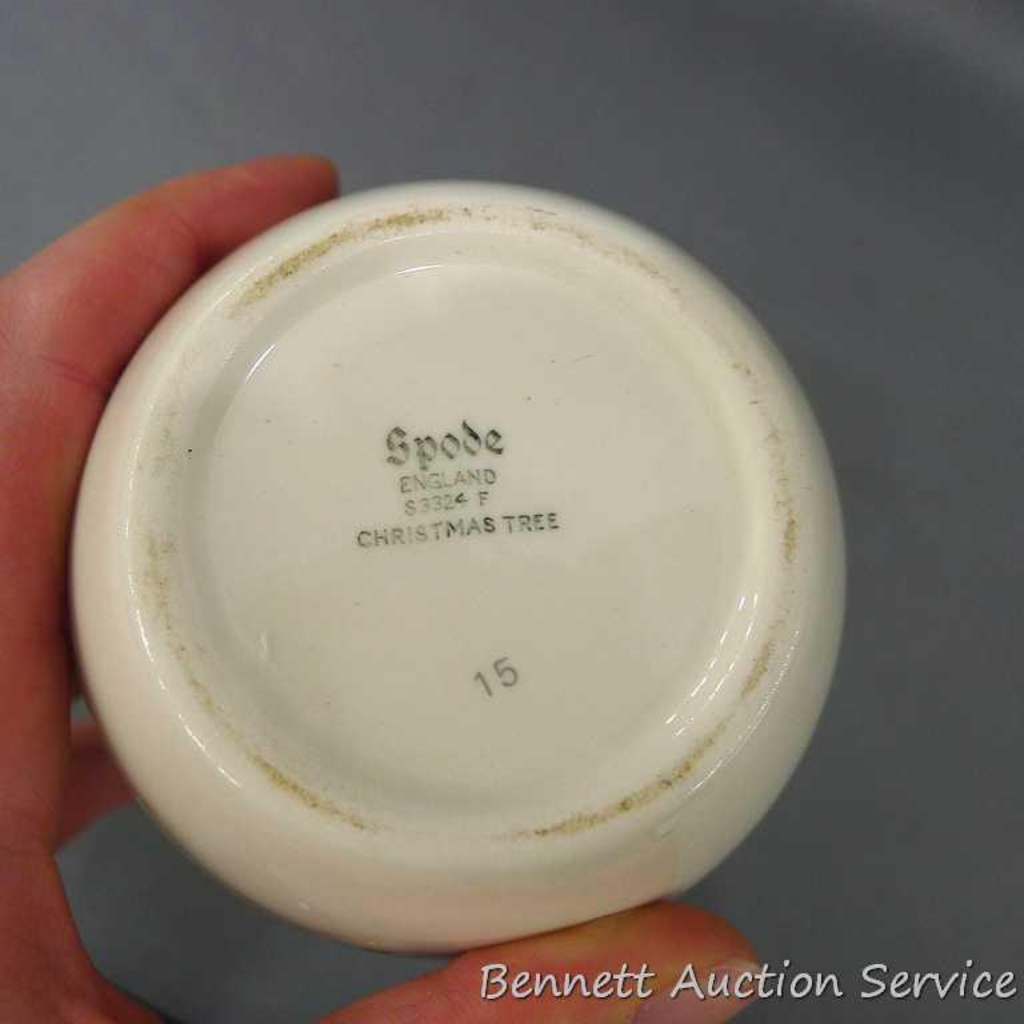 Spode
ENGLAND
S3324 F
CHRISTMAS TREE
15
Bennett Auction Service